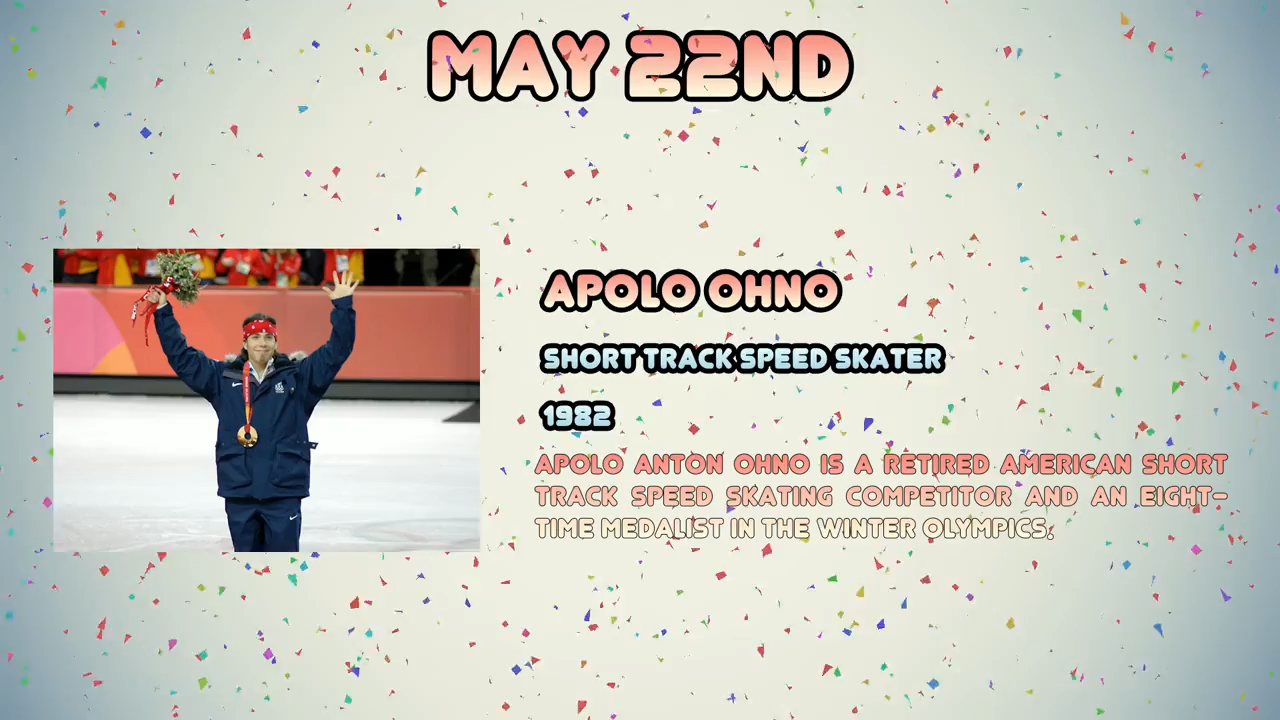 MAY 22ND
APOLO OHNO
SHORT TRACK SPEED SKATER
1982
APOLO ANTON OHNO IS A RETIRED AMERICAN SHORT
TRACK SPEED SKATING COMPETITOR AND AN EIGHT-
TIME MEDALIST IN THE WINTER OLYMPICS.